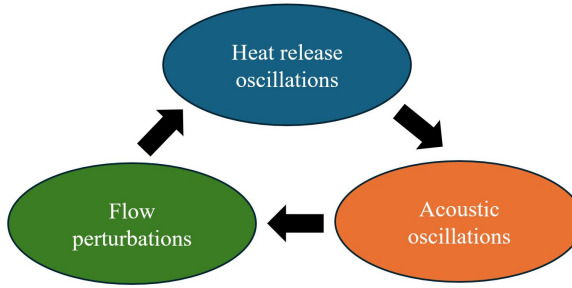 Heat release
oscillations
Flow
perturbations
Acoustic
oscillations